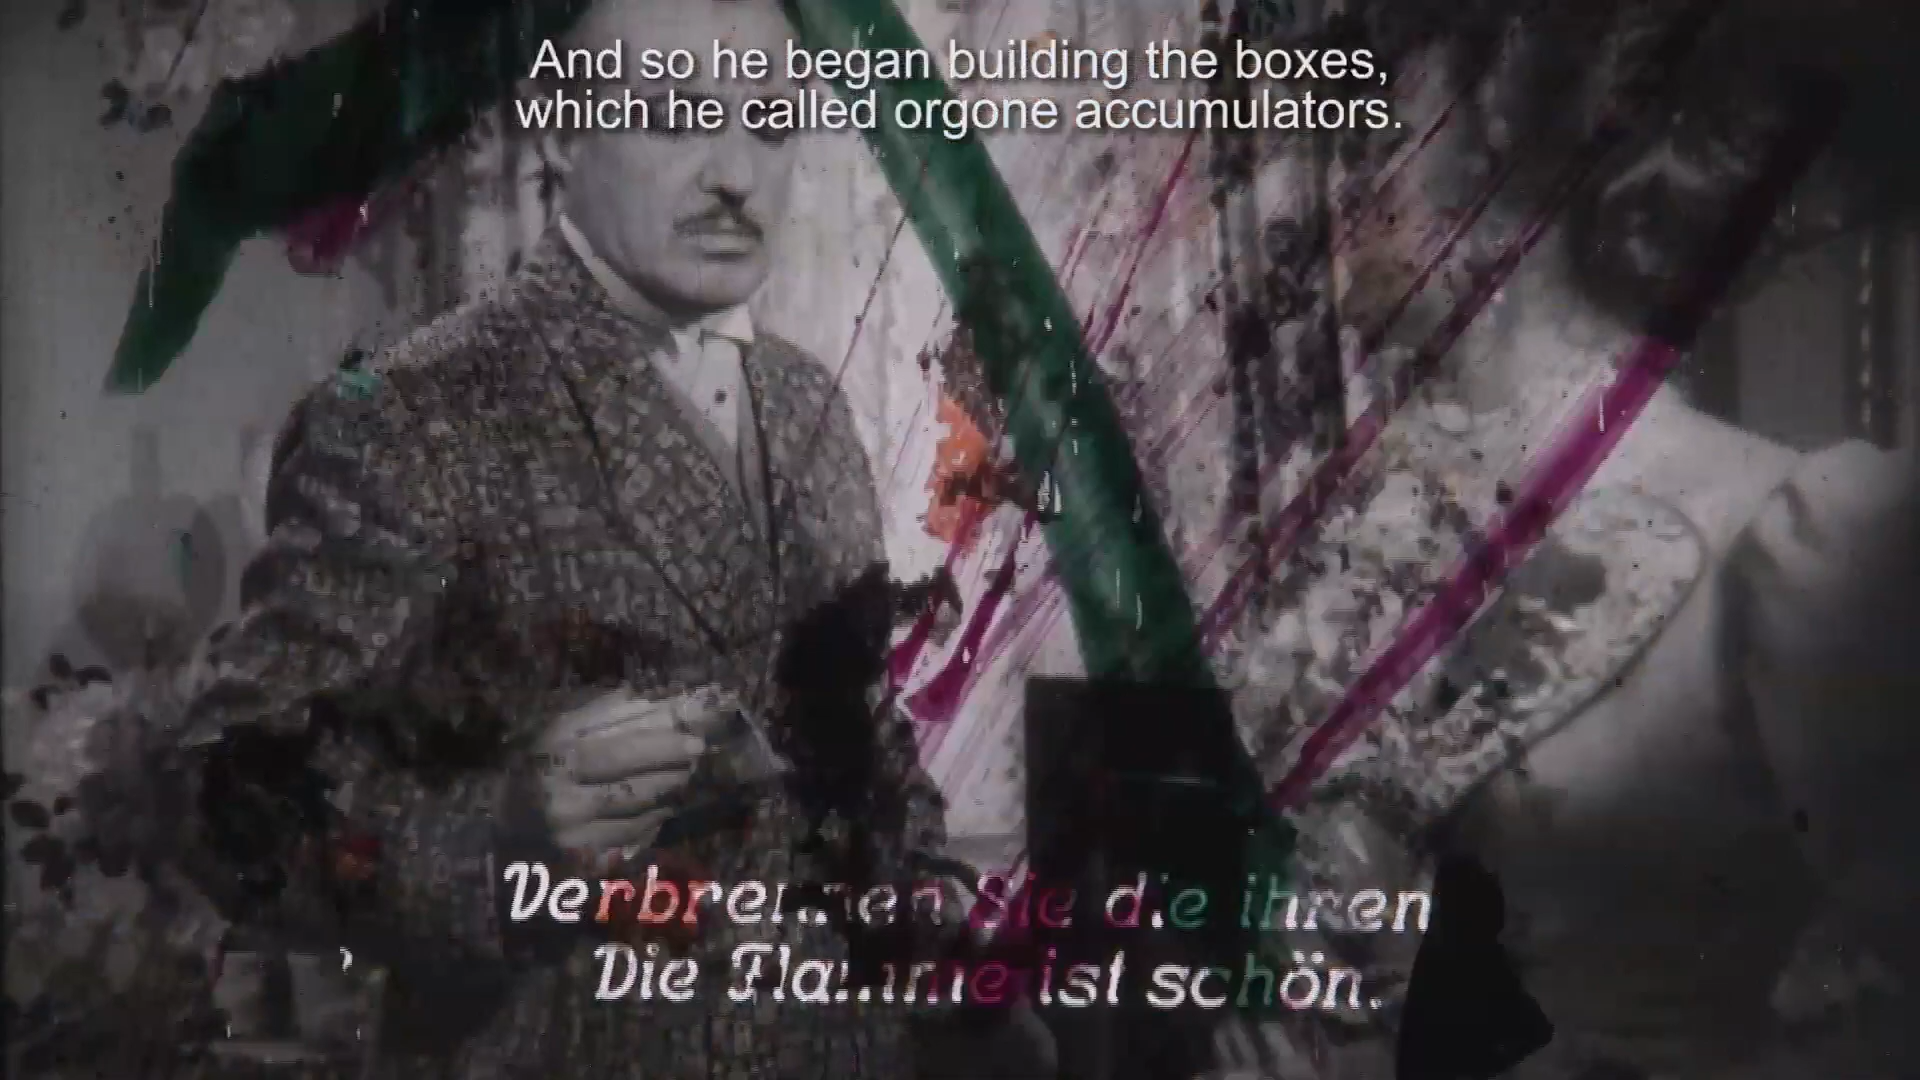 And so he began building the boxes,
which he called orgone accumulators.
Verbrennen Sie die ihren
Die Flamme ist schön.